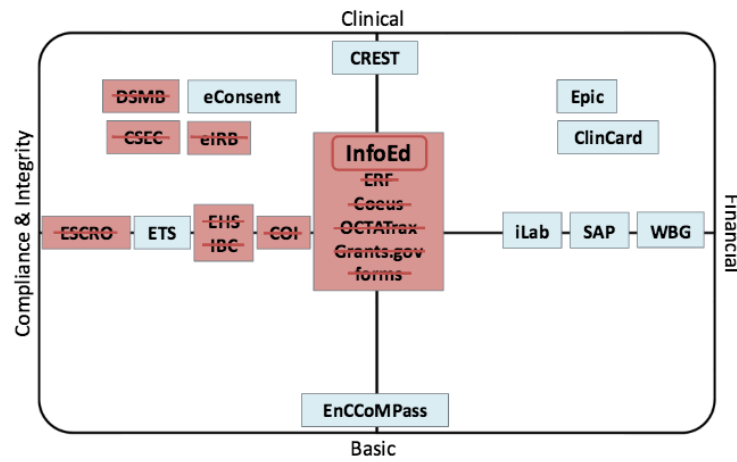 Clinical
CREST
DSMB
eConsent
Epic
CSEC
eIRB
ClinCard
InfoEd
ERF
Coeus
OCTATrax
Grants.gov
forms
Compliance & Integrity
ESCRO
ETS
EHS
IBC
COI
iLab
SAP
WBG
Financial
EnCCoMPass
Basic